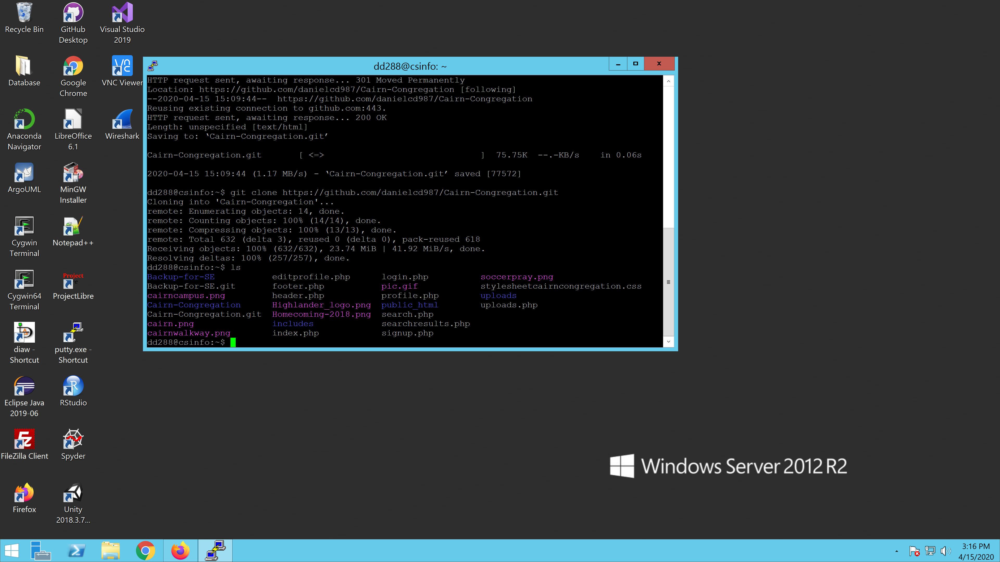 Recycle Bin
GitHub
Desktop
Visual Studio
2019
Database
Google
Chrome
VNC Viewer
Anaconda
Navigator
LibreOffice
6.1
Wireshark
ArgoUML
MinGW
Installer
Cygwin
Terminal
Notepad++
Cygwin64
Terminal
Project
ProjectLibre
diaw -
Shortcut
putty.exe -
Shortcut
Eclipse Java
2019-06
RStudio
FileZilla Client
Spyder
Firefox
Unity
2018.3.7...
dd288@csinfo: ~
HTTP request sent, awaiting response... 301 Moved Permanently
Location: https://github.com/danielcd987/Cairn-Congregation [following]
--2020-04-15 15:09:44--  https://github.com/danielcd987/Cairn-Congregation
Reusing existing connection to github.com:443.
HTTP request sent, awaiting response... 200 OK
Length: unspecified [text/html]
Saving to: ‘Cairn-Congregation.git’
Cairn-Congregation.git       [ <=>                              ]  75.75K  --.-KB/s    in 0.06s
2020-04-15 15:09:44 (1.17 MB/s) - ‘Cairn-Congregation.git’ saved [77572]
dd288@csinfo:~$ git clone https://github.com/danielcd987/Cairn-Congregation.git
Cloning into 'Cairn-Congregation'...
remote: Enumerating objects: 14, done.
remote: Counting objects: 100% (14/14), done.
remote: Compressing objects: 100% (13/13), done.
remote: Total 632 (delta 3), reused 0 (delta 0), pack-reused 618
Receiving objects: 100% (632/632), 23.74 MiB | 41.92 MiB/s, done.
Resolving deltas: 100% (257/257), done.
dd288@csinfo:~$ ls
Backup-for-SE           editprofile.php      login.php          soccerpray.png
Backup-for-SE.git       footer.php           pic.gif            stylesheetcairncongregation.css
cairncampus.png         header.php           profile.php        uploads
Cairn-Congregation      Highlander_logo.png  public_html        uploads.php
Cairn-Congregation.git  Homecoming-2018.png  search.php
cairn.png               includes             searchresults.php
cairnwalkway.png        index.php            signup.php
dd288@csinfo:~$
Windows Server 2012 R2
3:16 PM
4/15/2020